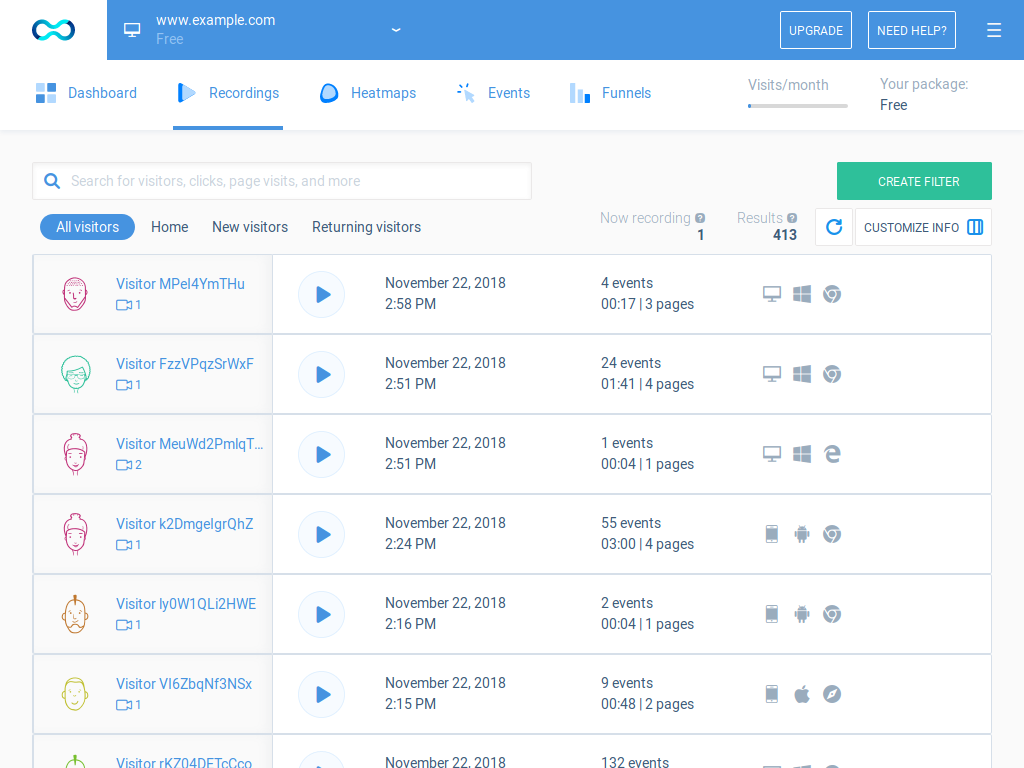 www.example.com
Free
UPGRADE
NEED HELP?
Dashboard
Recordings
Heatmaps
Events
Funnels
Visits/month
Your package:
Free
Search for visitors, clicks, page visits, and more
CREATE FILTER
All visitors
Home
New visitors
Returning visitors
Now recording ?
1
Results ?
413
CUSTOMIZE INFO
Visitor MPeI4YmTHu
1
November 22, 2018
2:58 PM
4 events
00:17 | 3 pages
Visitor FzzVPqzSrWxF
1
November 22, 2018
2:51 PM
24 events
01:41 | 4 pages
Visitor MeuWd2PmlqT...
2
November 22, 2018
2:51 PM
1 events
00:04 | 1 pages
Visitor k2DmgeIgrQhZ
1
November 22, 2018
2:24 PM
55 events
03:00 | 4 pages
Visitor ly0W1QLi2HWE
1
November 22, 2018
2:16 PM
2 events
00:04 | 1 pages
Visitor VI6ZbqNf3NSx
1
November 22, 2018
2:15 PM
9 events
00:48 | 2 pages
Visitor rKZ04DETcCco
November 22, 2018
132 events